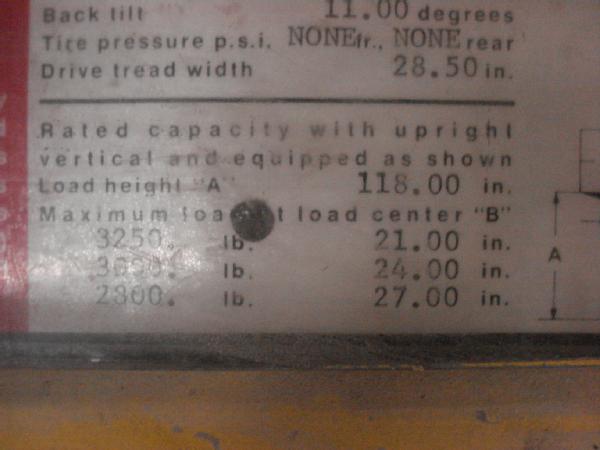 Back tilt 11.00 degrees
Tire pressure p.s.i. NONE fr., NONE rear
Drive tread width 28.50 in.
Rated capacity with upright
vertical and equipped as shown
Load height "A" 118.00 in.
Maximum load at load center "B"
3250. lb. 21.00 in.
3000. lb. 24.00 in.
2800. lb. 27.00 in.
A